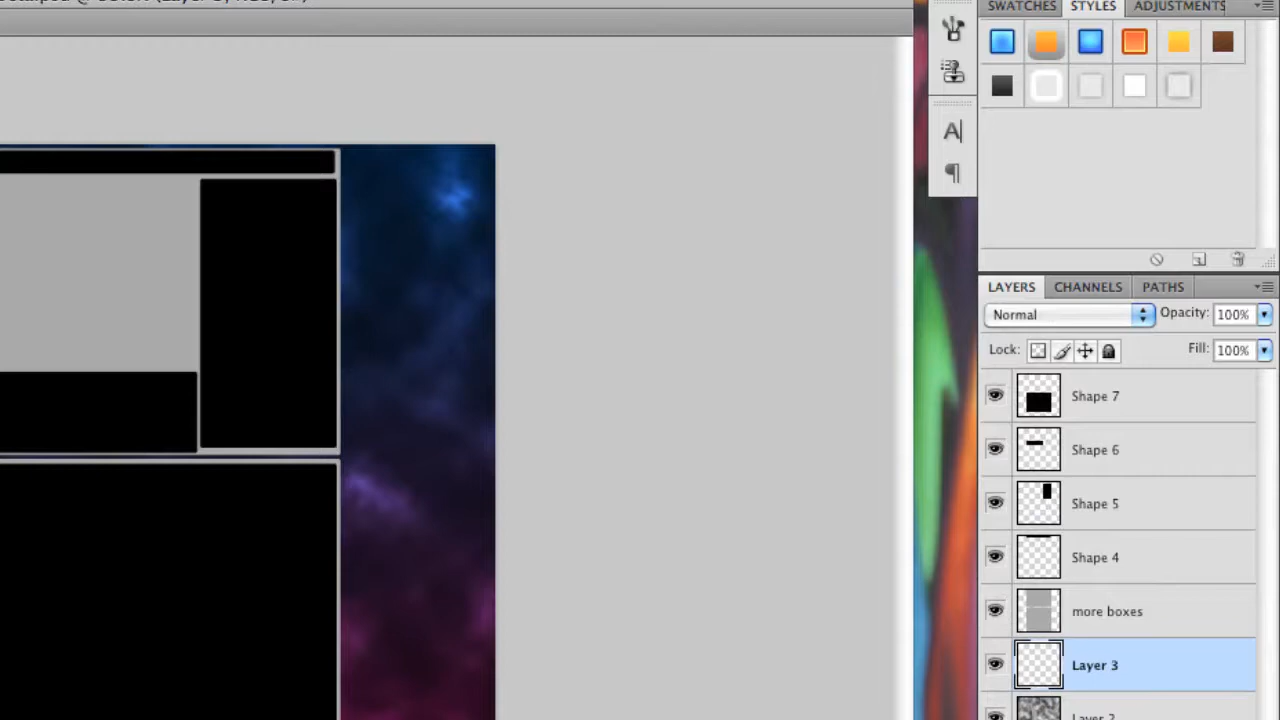 SWATCHES STYLES ADJUSTMENTS
A
LAYERS CHANNELS PATHS
Normal Opacity: 100%
Lock: Fill: 100%
Shape 7
Shape 6
Shape 5
Shape 4
more boxes
Layer 3
Layer 2